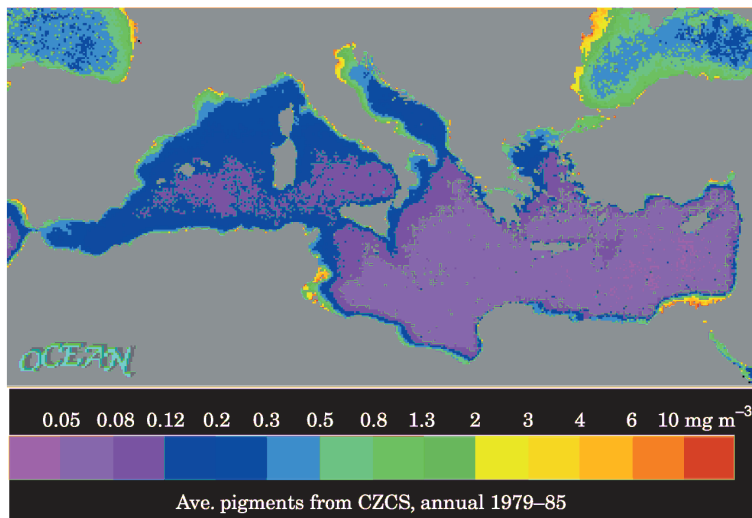 OCEAN
0.05 0.08 0.12 0.2 0.3 0.5 0.8 1.3 2 3 4 6 10 mg m⁻³
Ave. pigments from CZCS, annual 1979–85